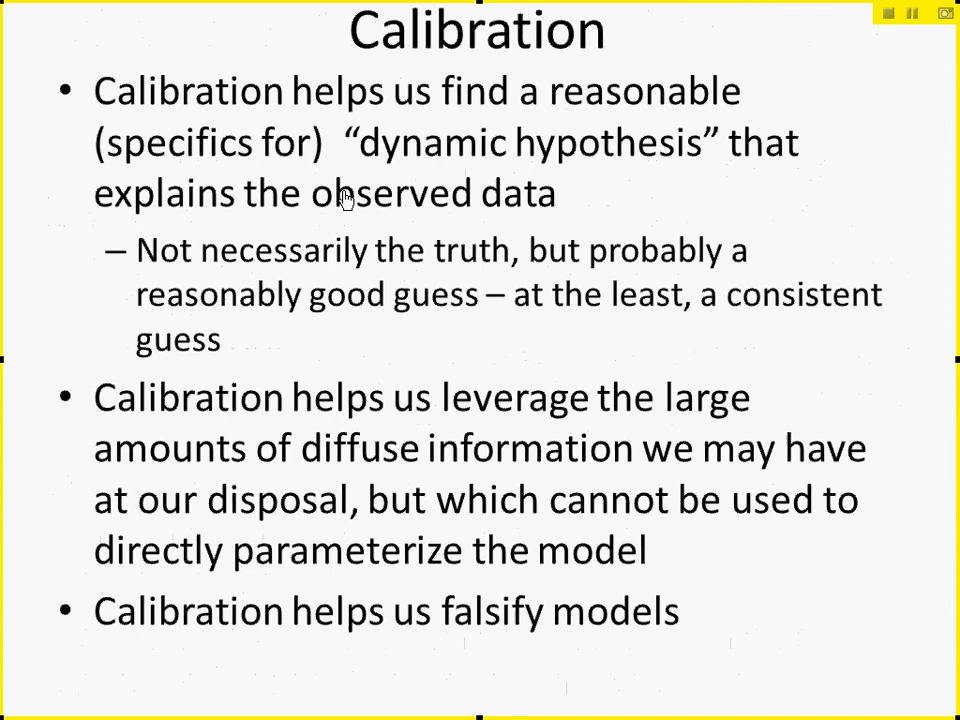 Calibration
• Calibration helps us find a reasonable
(specifics for) “dynamic hypothesis” that
explains the observed data
– Not necessarily the truth, but probably a
reasonably good guess – at the least, a consistent
guess
• Calibration helps us leverage the large
amounts of diffuse information we may have
at our disposal, but which cannot be used to
directly parameterize the model
• Calibration helps us falsify models